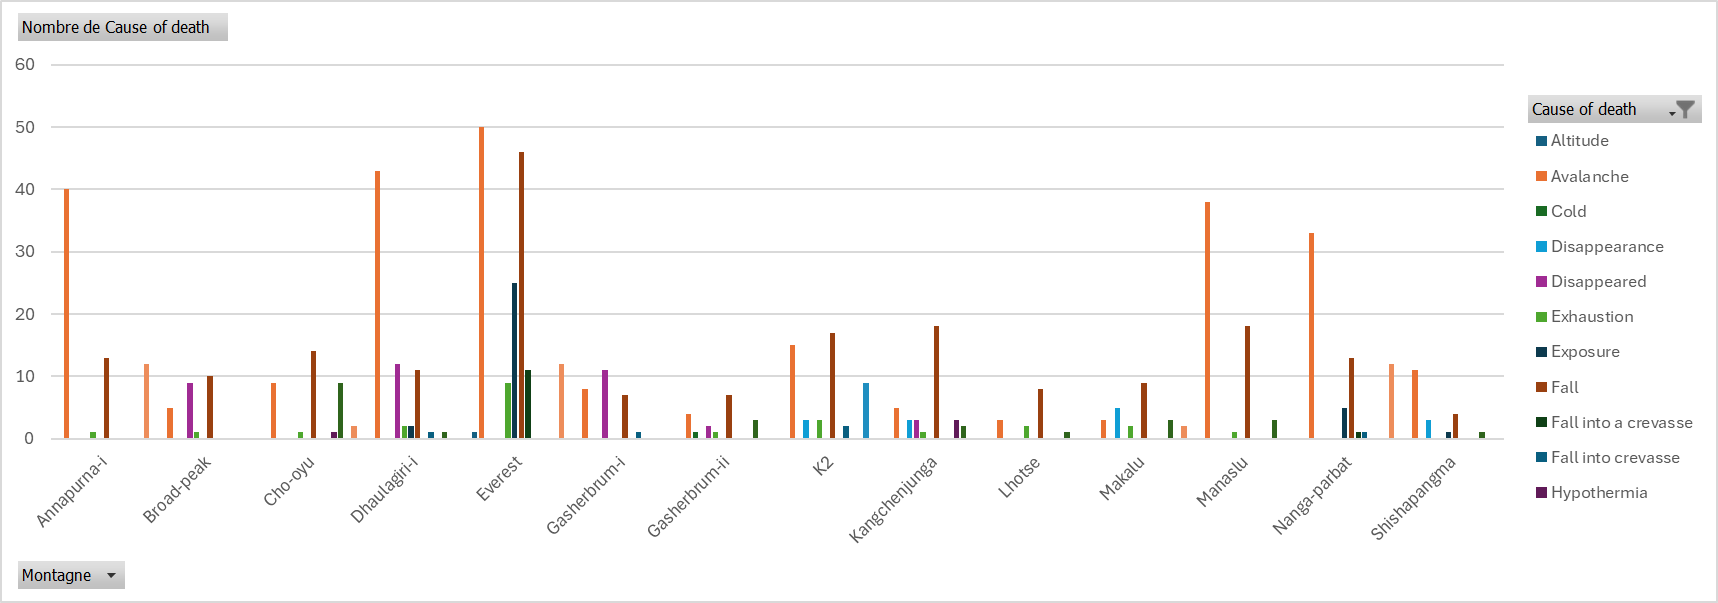 Nombre de Cause of death
60
50
40
30
20
10
0
Annapurna-i
Broad-peak
Cho-oyu
Dhaulagiri-i
Everest
Gasherbrum-i
Gasherbrum-ii
K2
Kangchenjunga
Lhotse
Makalu
Manaslu
Nanga-parbat
Shishapangma
Cause of death
Altitude
Avalanche
Cold
Disappearance
Disappeared
Exhaustion
Exposure
Fall
Fall into a crevasse
Fall into crevasse
Hypothermia
Montagne